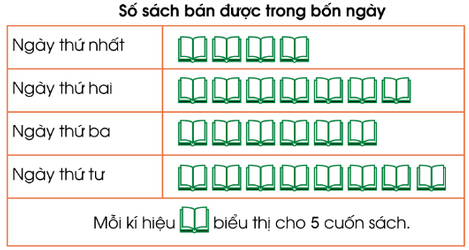 Số sách bán được trong bốn ngày
Ngày thứ nhất
Ngày thứ hai
Ngày thứ ba
Ngày thứ tư
Mỗi kí hiệu biểu thị cho 5 cuốn sách.